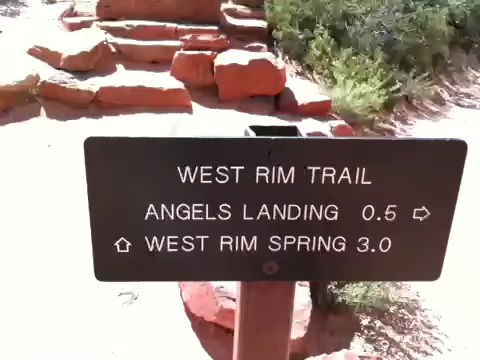 WEST RIM TRAIL
ANGELS LANDING 0.5 ⇨
⇧ WEST RIM SPRING 3.0